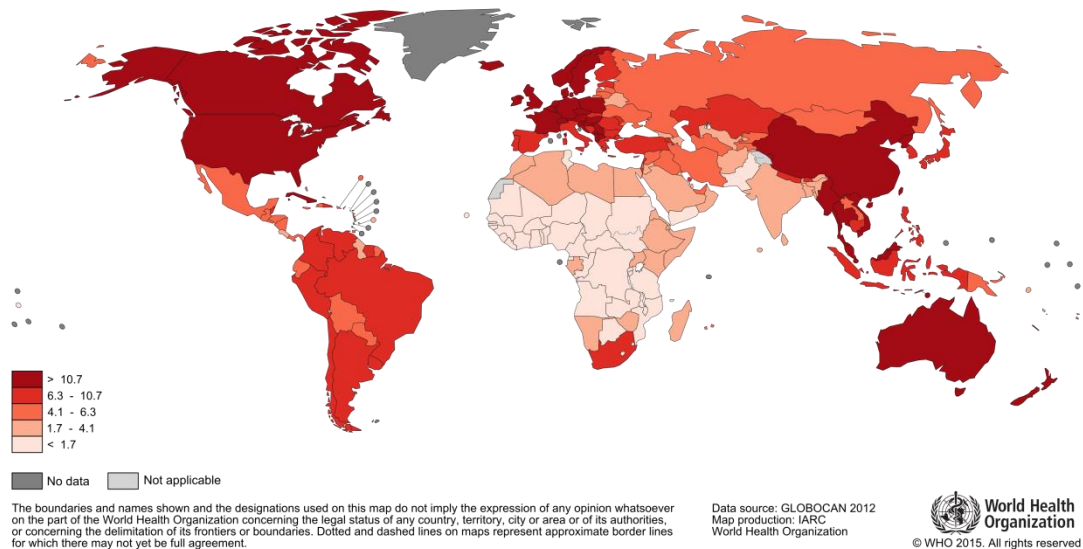 > 10.7
6.3 - 10.7
4.1 - 6.3
1.7 - 4.1
< 1.7
No data
Not applicable
The boundaries and names shown and the designations used on this map do not imply the expression of any opinion whatsoever
on the part of the World Health Organization concerning the legal status of any country, territory, city or area or of its authorities,
or concerning the delimitation of its frontiers or boundaries. Dotted and dashed lines on maps represent approximate border lines
for which there may not yet be full agreement.
Data source: GLOBOCAN 2012
Map production: IARC
World Health Organization
World Health
Organization
© WHO 2015. All rights reserved